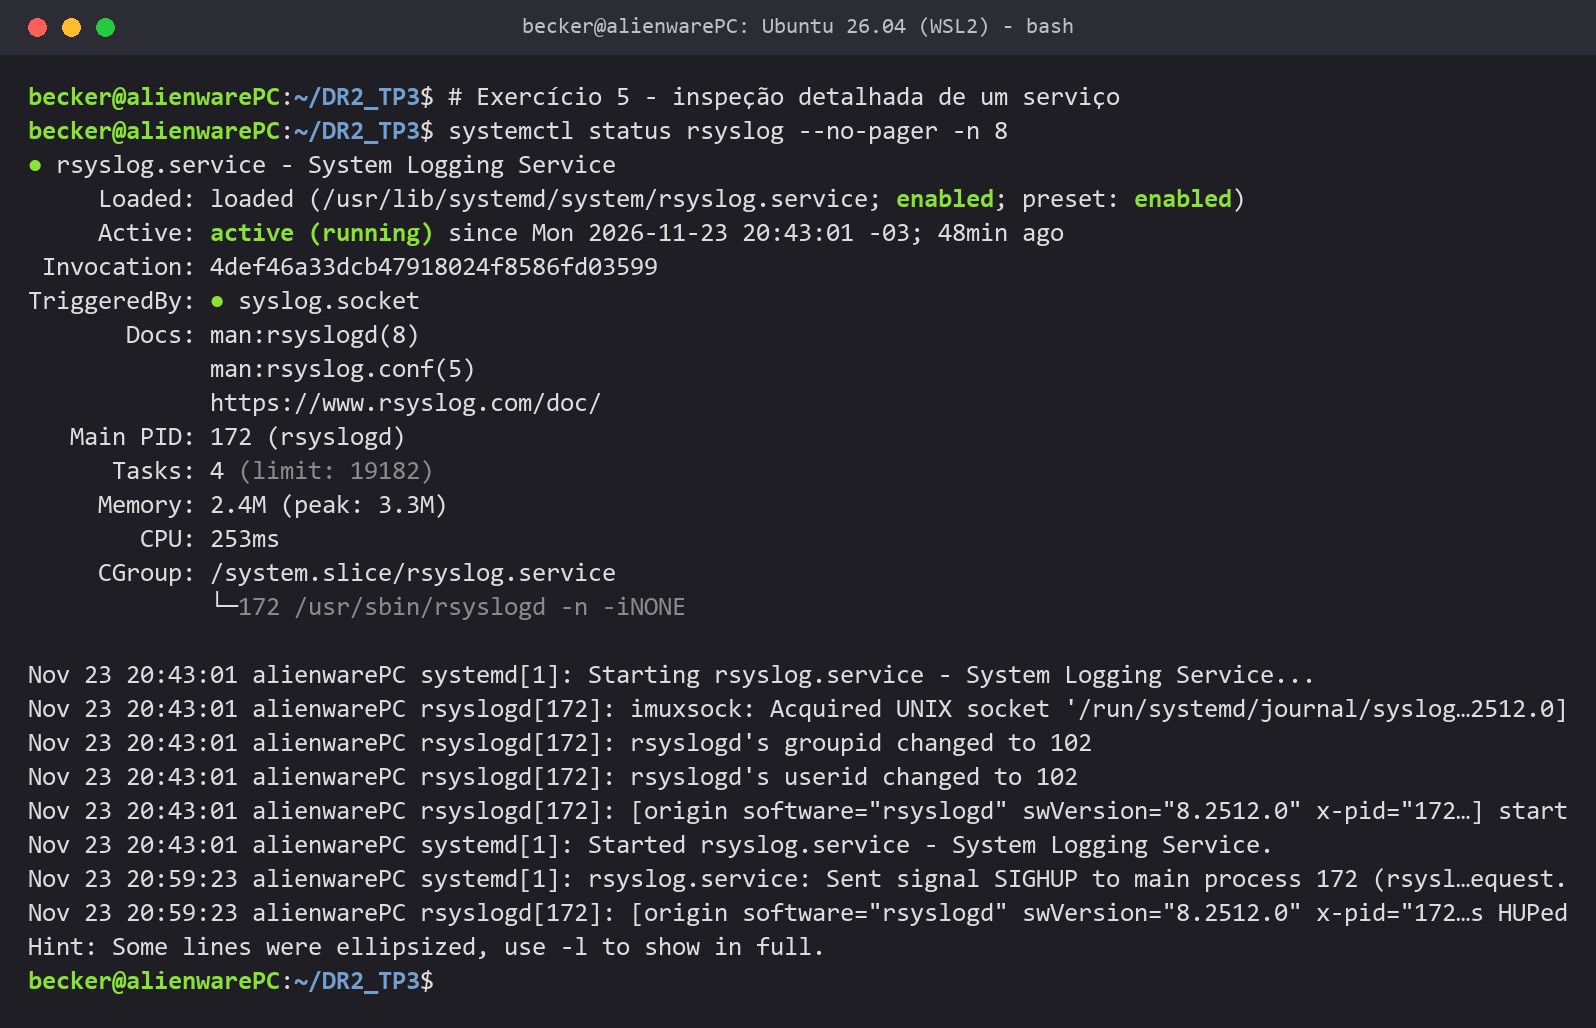 becker@alienwarePC: Ubuntu 26.04 (WSL2) - bash
becker@alienwarePC:~/DR2_TP3$ # Exercício 5 - inspeção detalhada de um serviço
becker@alienwarePC:~/DR2_TP3$ systemctl status rsyslog --no-pager -n 8
● rsyslog.service - System Logging Service
     Loaded: loaded (/usr/lib/systemd/system/rsyslog.service; enabled; preset: enabled)
     Active: active (running) since Mon 2026-11-23 20:43:01 -03; 48min ago
 Invocation: 4def46a33dcb47918024f8586fd03599
TriggeredBy: ● syslog.socket
       Docs: man:rsyslogd(8)
             man:rsyslog.conf(5)
             https://www.rsyslog.com/doc/
   Main PID: 172 (rsyslogd)
      Tasks: 4 (limit: 19182)
     Memory: 2.4M (peak: 3.3M)
        CPU: 253ms
     CGroup: /system.slice/rsyslog.service
             └─172 /usr/sbin/rsyslogd -n -iNONE
Nov 23 20:43:01 alienwarePC systemd[1]: Starting rsyslog.service - System Logging Service...
Nov 23 20:43:01 alienwarePC rsyslogd[172]: imuxsock: Acquired UNIX socket '/run/systemd/journal/syslog…2512.0]
Nov 23 20:43:01 alienwarePC rsyslogd[172]: rsyslogd's groupid changed to 102
Nov 23 20:43:01 alienwarePC rsyslogd[172]: rsyslogd's userid changed to 102
Nov 23 20:43:01 alienwarePC rsyslogd[172]: [origin software="rsyslogd" swVersion="8.2512.0" x-pid="172…] start
Nov 23 20:43:01 alienwarePC systemd[1]: Started rsyslog.service - System Logging Service.
Nov 23 20:59:23 alienwarePC systemd[1]: rsyslog.service: Sent signal SIGHUP to main process 172 (rsysl…equest.
Nov 23 20:59:23 alienwarePC rsyslogd[172]: [origin software="rsyslogd" swVersion="8.2512.0" x-pid="172…s HUPed
Hint: Some lines were ellipsized, use -l to show in full.
becker@alienwarePC:~/DR2_TP3$